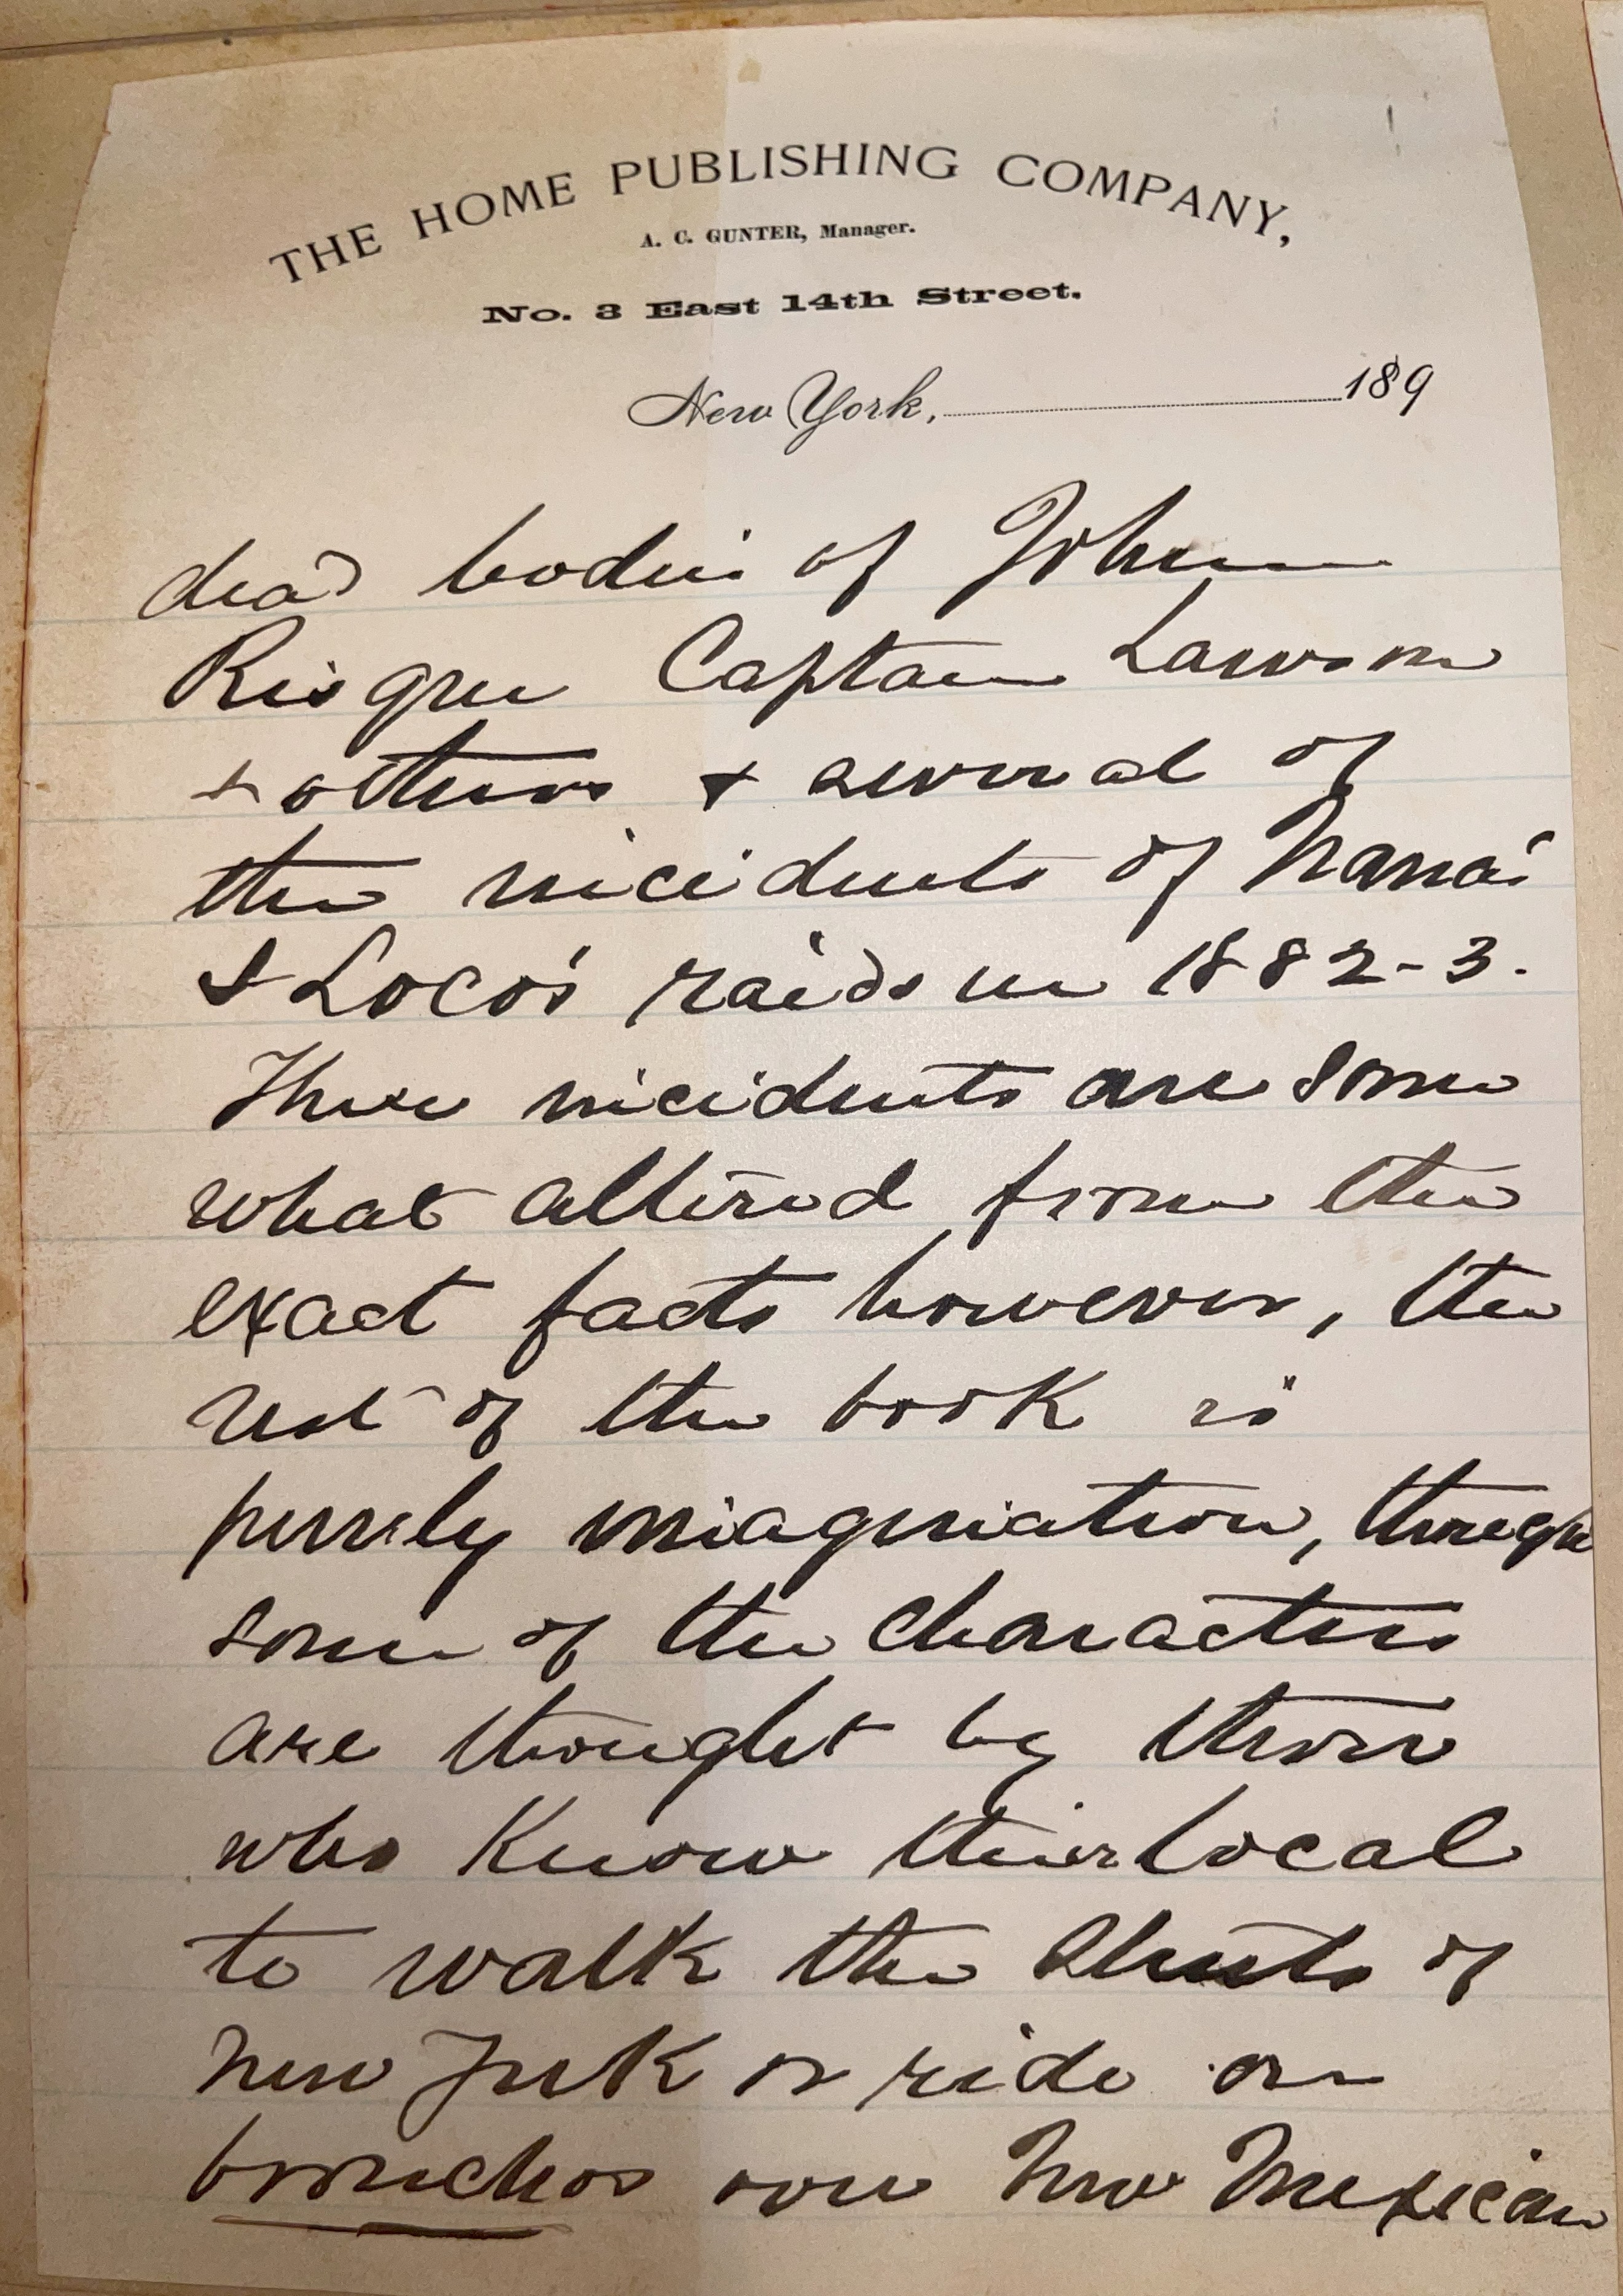 THE HOME PUBLISHING COMPANY,
A. C. GUNTER, Manager.
No. 3 East 14th Street.
New York, 189
dead bodies of John
Risque Captain Lawson
& others & several of
the incidents of Nana's
& Loco's raids in 1882-3.
These incidents are some
what altered from the
exact facts however, the
rest of the book is
purely imagination, though
some of the characters
are thought by those
who know their local
to walk the streets of
New York or ride on
bronchos over New Mexican